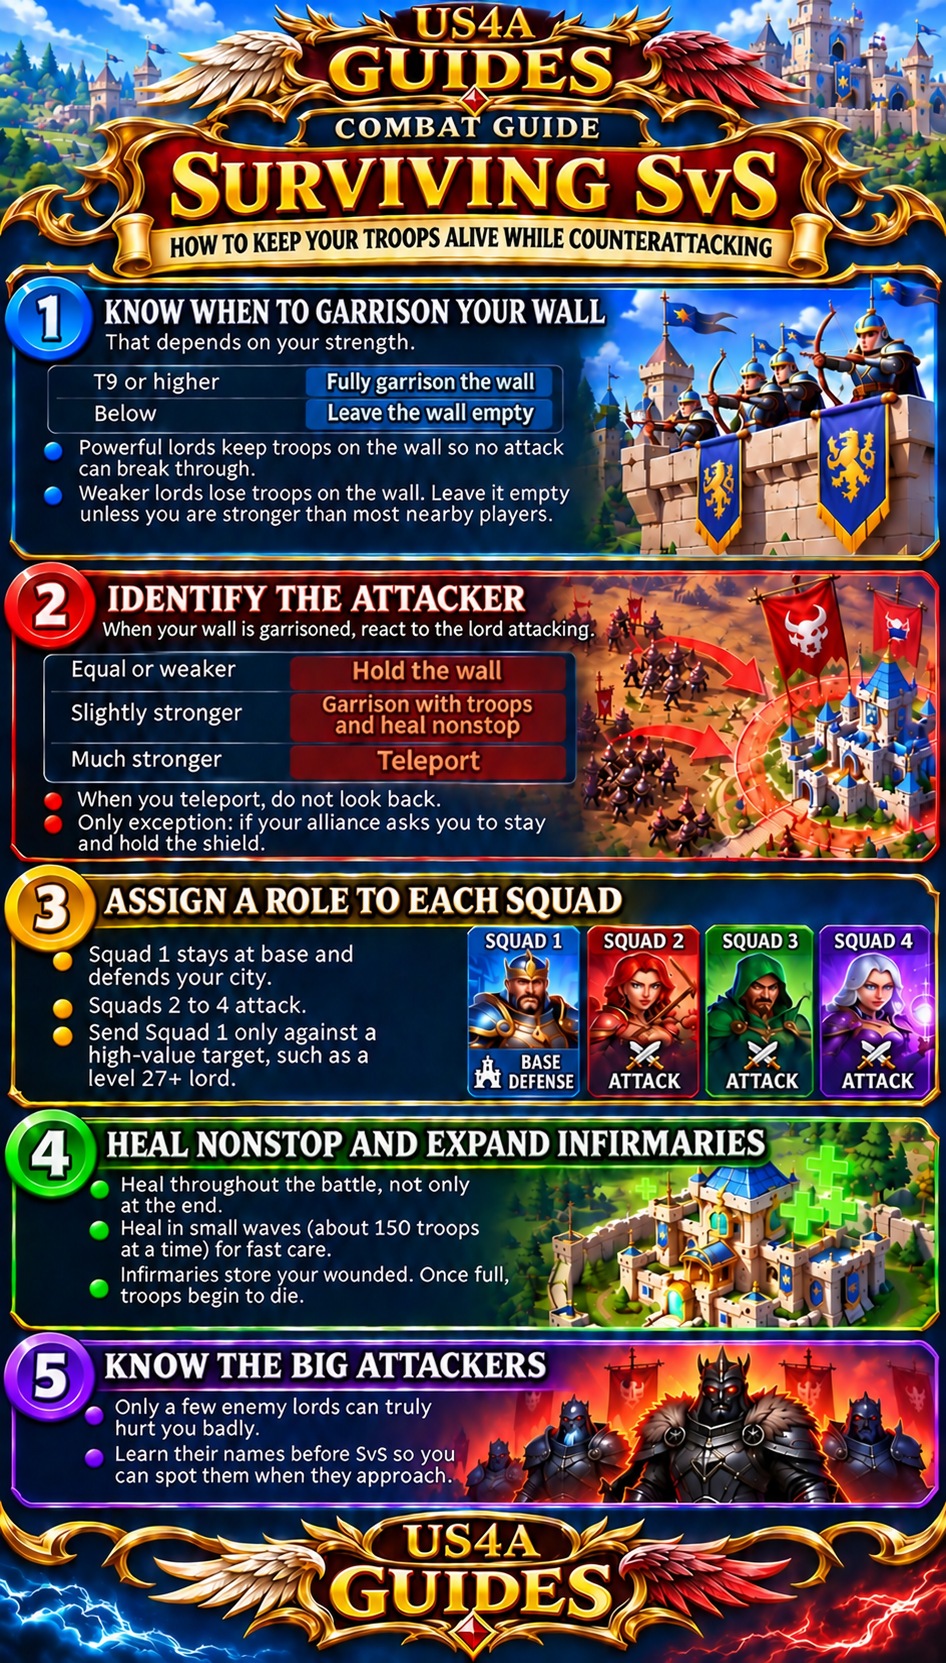 US4A
GUIDES
COMBAT GUIDE
SURVIVING SvS
HOW TO KEEP YOUR TROOPS ALIVE WHILE COUNTERATTACKING
1
KNOW WHEN TO GARRISON YOUR WALL
That depends on your strength.
T9 or higher
Fully garrison the wall
Below
Leave the wall empty
Powerful lords keep troops on the wall so no attack
can break through.
Weaker lords lose troops on the wall. Leave it empty
unless you are stronger than most nearby players.
2
IDENTIFY THE ATTACKER
When your wall is garrisoned, react to the lord attacking.
Equal or weaker
Hold the wall
Slightly stronger
Garrison with troops
and heal nonstop
Much stronger
Teleport
When you teleport, do not look back.
Only exception: if your alliance asks you to stay
and hold the shield.
3
ASSIGN A ROLE TO EACH SQUAD
Squad 1 stays at base and
defends your city.
Squads 2 to 4 attack.
Send Squad 1 only against a
high-value target, such as a
level 27+ lord.
SQUAD 1
BASE
DEFENSE
SQUAD 2
ATTACK
SQUAD 3
ATTACK
SQUAD 4
ATTACK
4
HEAL NONSTOP AND EXPAND INFIRMARIES
Heal throughout the battle, not only
at the end.
Heal in small waves (about 150 troops
at a time) for fast care.
Infirmaries store your wounded. Once full,
troops begin to die.
5
KNOW THE BIG ATTACKERS
Only a few enemy lords can truly
hurt you badly.
Learn their names before SvS so you
can spot them when they approach.
US4A
GUIDES